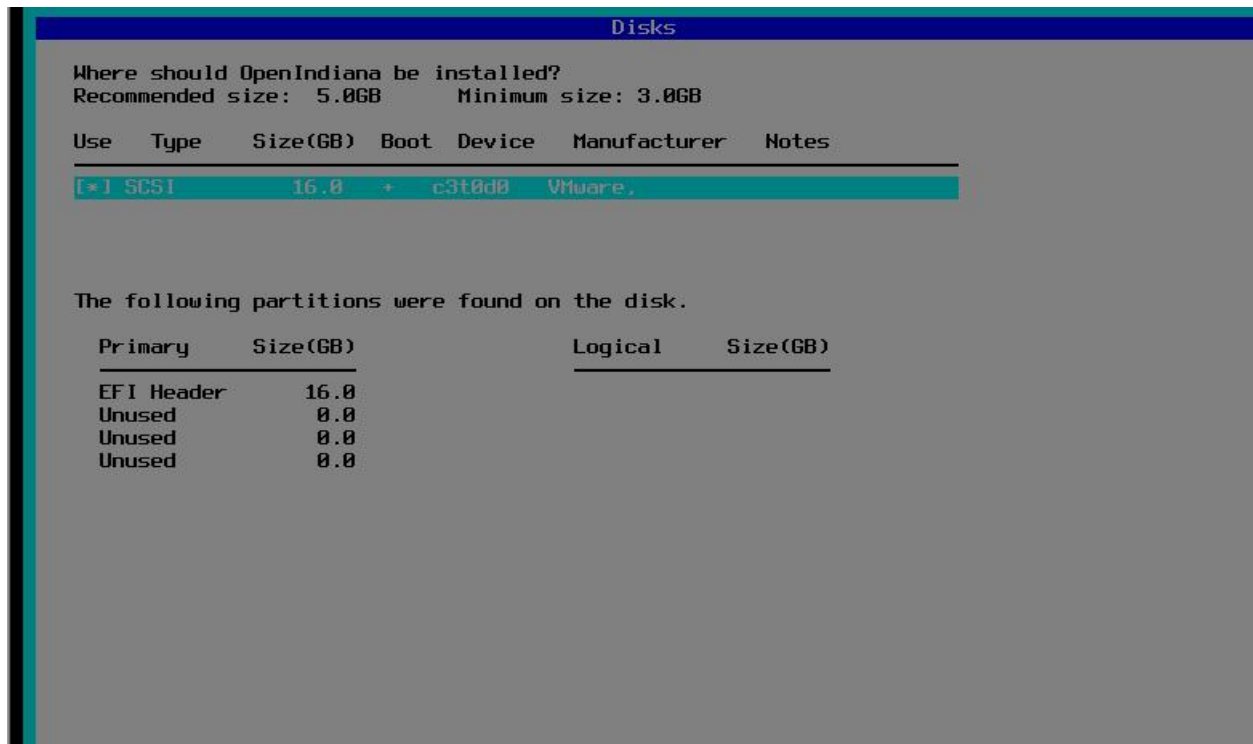 Disks
Where should OpenIndiana be installed?
Recommended size: 5.0GB Minimum size: 3.0GB
Use Type Size(GB) Boot Device Manufacturer Notes
[*] SCSI 16.0 + c3t0d0 VMware,
The following partitions were found on the disk.
Primary Size(GB) Logical Size(GB)
EFI Header 16.0
Unused 0.0
Unused 0.0
Unused 0.0